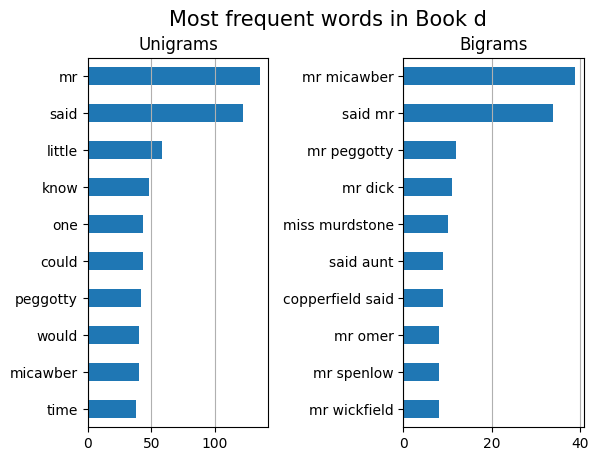 Most frequent words in Book d
Unigrams
mr
said
little
know
one
could
peggotty
would
micawber
time
0 50 100
Bigrams
mr micawber
said mr
mr peggotty
mr dick
miss murdstone
said aunt
copperfield said
mr omer
mr spenlow
mr wickfield
0 20 40